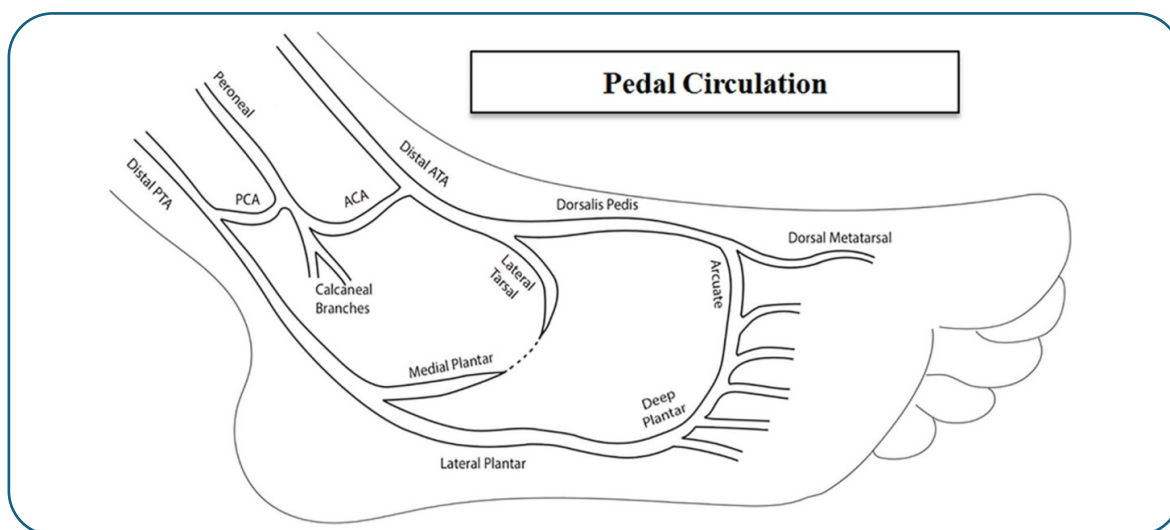 Pedal Circulation
Peroneal
Distal PTA
PCA
ACA
Distal ATA
Dorsalis Pedis
Dorsal Metatarsal
Calcaneal
Branches
Lateral
Tarsal
Arcuate
Medial Plantar
Deep
Plantar
Lateral Plantar